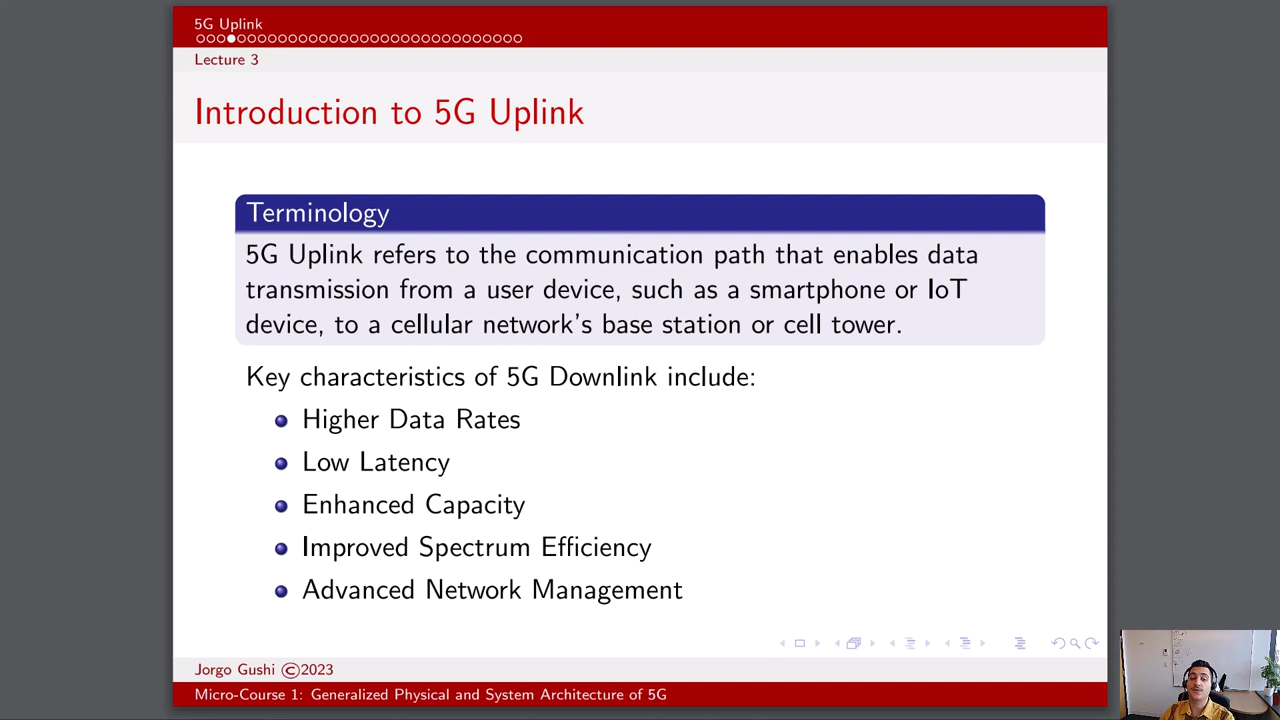 5G Uplink
Lecture 3
Introduction to 5G Uplink
Terminology
5G Uplink refers to the communication path that enables data
transmission from a user device, such as a smartphone or IoT
device, to a cellular network's base station or cell tower.
Key characteristics of 5G Downlink include:
Higher Data Rates
Low Latency
Enhanced Capacity
Improved Spectrum Efficiency
Advanced Network Management
Jorgo Gushi ©2023
Micro-Course 1: Generalized Physical and System Architecture of 5G